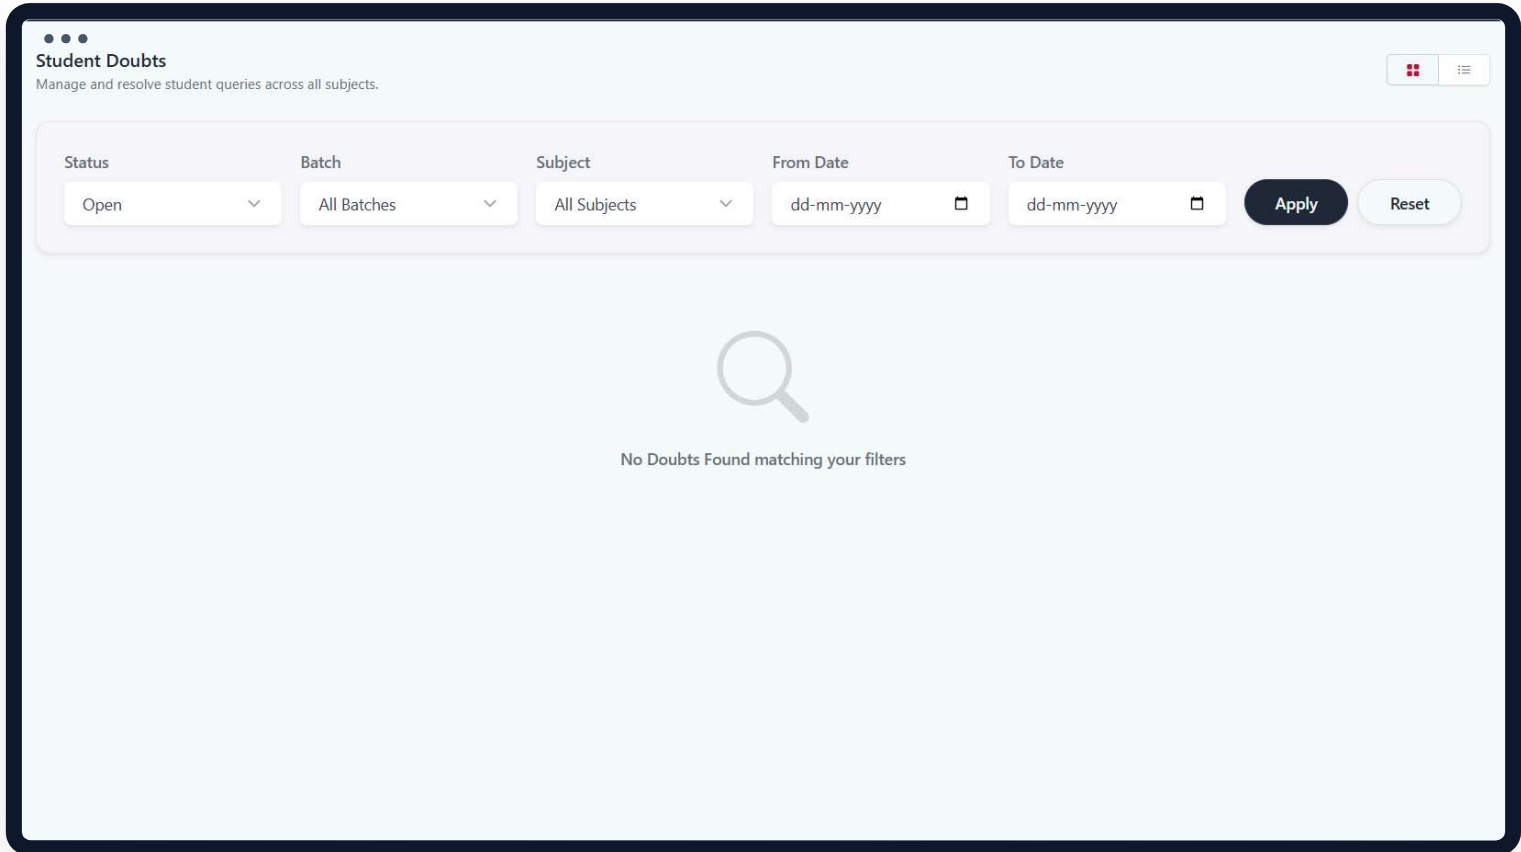 Student Doubts
Manage and resolve student queries across all subjects.
Status
Batch
Subject
From Date
To Date
Open
All Batches
All Subjects
dd-mm-yyyy
dd-mm-yyyy
Apply
Reset
No Doubts Found matching your filters